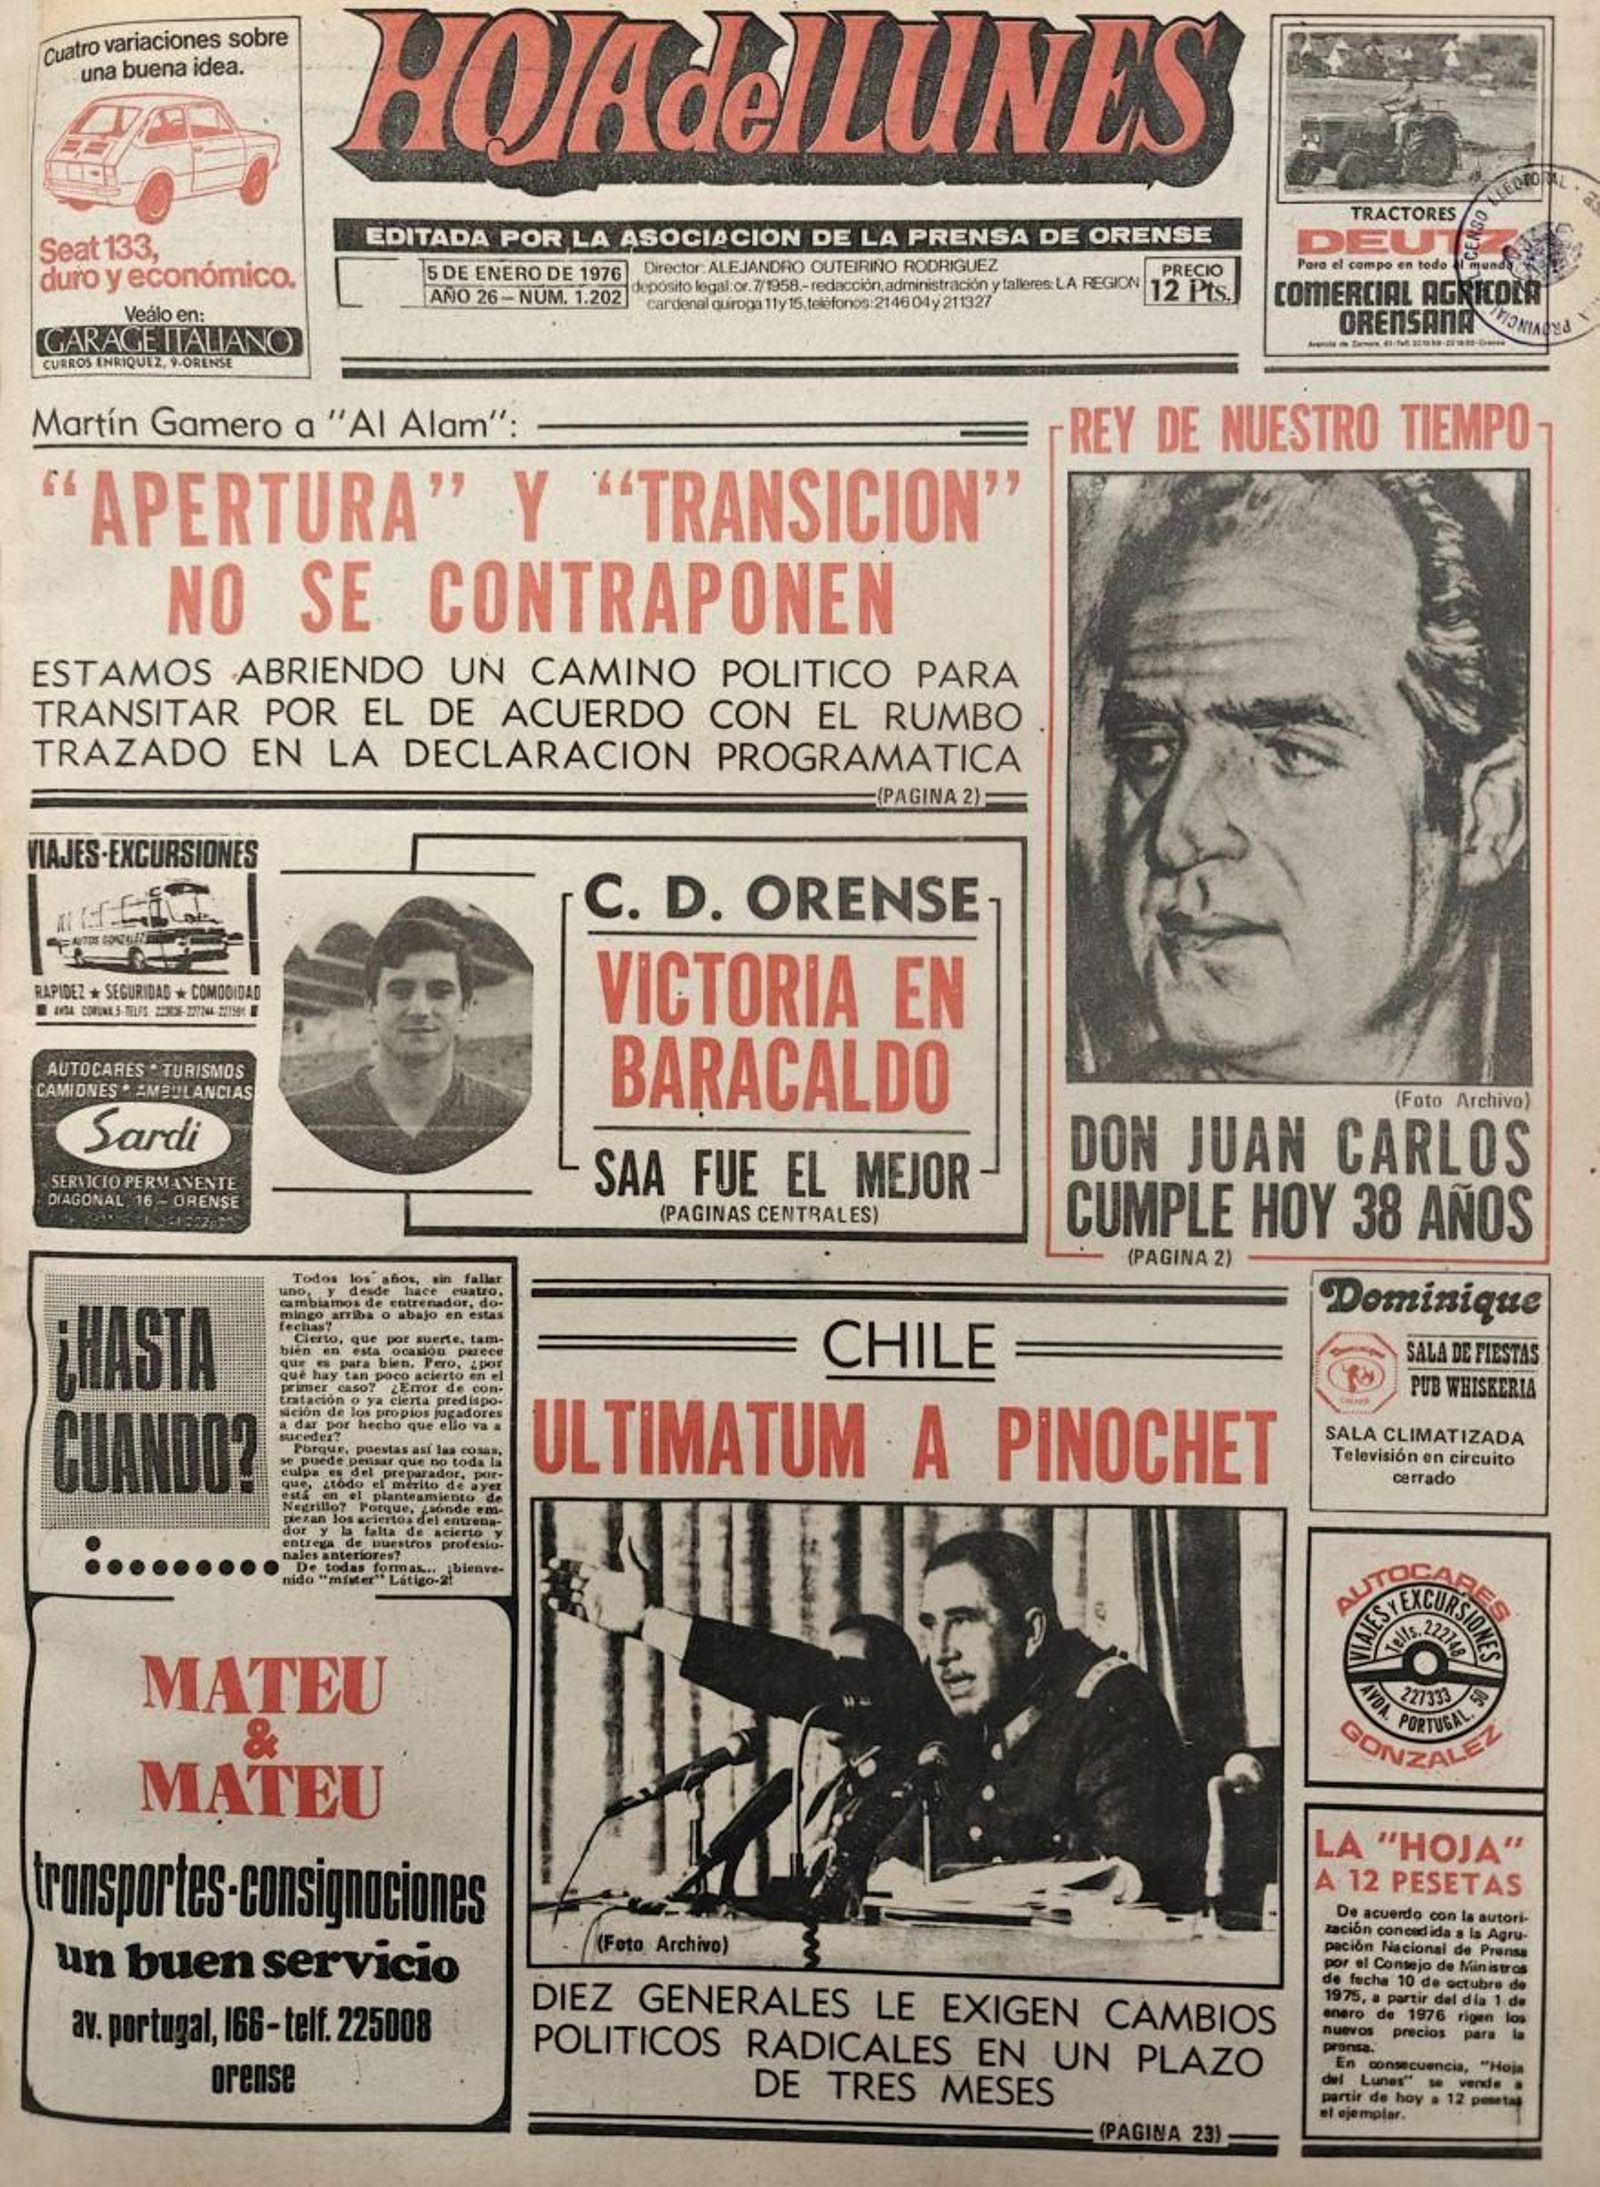 Cuatro variaciones sobre
una buena idea.
Seat 133,
duro y económico.
Veálo en:
GARAGE ITALIANO
CURROS ENRIQUEZ, 9-ORENSE
HOJA del LUNES
EDITADA POR LA ASOCIACION DE LA PRENSA DE ORENSE
5 DE ENERO DE 1976
AÑO 26 – NUM. 1.202
Director: ALEJANDRO OUTEIRIÑO RODRIGUEZ
depósito legal: or. 7/1958.- redacción, administración y talleres: LA REGION
cardenal quiroga 11 y 15, teléfonos: 21 46 04 y 21 13 27
PRECIO
12 Pts.
TRACTORES
DEUTZ
Para el campo en todo el mundo
COMERCIAL AGRICOLA
ORENSANA
CENSO ELECTORAL
PROVINCIAL
Martín Gamero a "Al Alam":
"APERTURA" Y "TRANSICION"
NO SE CONTRAPONEN
ESTAMOS ABRIENDO UN CAMINO POLITICO PARA
TRANSITAR POR EL DE ACUERDO CON EL RUMBO
TRAZADO EN LA DECLARACION PROGRAMATICA
(PAGINA 2)
REY DE NUESTRO TIEMPO
(Foto Archivo)
DON JUAN CARLOS
CUMPLE HOY 38 AÑOS
(PAGINA 2)
VIAJES-EXCURSIONES
AUTOS GONZALEZ
RAPIDEZ ★ SEGURIDAD ★ COMODIDAD
AUTOCARES * TURISMOS
CAMIONES * AMBULANCIAS
Sardi
SERVICIO PERMANENTE
DIAGONAL 16 – ORENSE
C. D. ORENSE
VICTORIA EN
BARACALDO
SAA FUE EL MEJOR
(PAGINAS CENTRALES)
¿HASTA
CUANDO?
Todos los años, sin fallar
uno, y desde hace cuatro,
cambiamos de entrenador, do-
mingo arriba o abajo en estas
fechas?
Cierto, que por suerte, tam-
bién en esta ocasión parece
que es para bien. Pero, ¿por
qué hay tan poco acierto en el
primer caso? ¿Error de con-
tratación o ya cierta predispo-
sición de los propios jugadores
a dar por hecho que ello va a
suceder?
Porque, puestas así las cosas,
se puede pensar que no toda la
culpa es del preparador, por-
que, ¿todo el mérito de ayer
está en el planteamiento de
Negrillo? Porque, ¿sónde em-
piezan los aciertos del entrena-
dor y la falta de acierto y
entrega de nuestros profesio-
nales anteriores?
De todas formas... ¡bienve-
nido "míster" Látigo-2!
MATEU
&
MATEU
transportes-consignaciones
un buen servicio
av. portugal, 166 - telf. 225008
orense
CHILE
ULTIMATUM A PINOCHET
(Foto Archivo)
DIEZ GENERALES LE EXIGEN CAMBIOS
POLITICOS RADICALES EN UN PLAZO
DE TRES MESES
(PAGINA 23)
Dominique
SALA DE FIESTAS
PUB WHISKERIA
SALA CLIMATIZADA
Televisión en circuito
cerrado
AUTOCARES
VIAJES Y EXCURSIONES
Telfs. 222748
227333
AVDA. PORTUGAL. 50
GONZALEZ
LA "HOJA"
A 12 PESETAS
De acuerdo con la autori-
zación concedida a la Agru-
pación Nacional de Prensa
por el Consejo de Ministros
de fecha 10 de octubre de
1975, a partir del día 1 de
enero de 1976 rigen los
nuevos precios para la
prensa.
En consecuencia, "Hoja
del Lunes" se vende a
partir de hoy a 12 pesetas
el ejemplar.